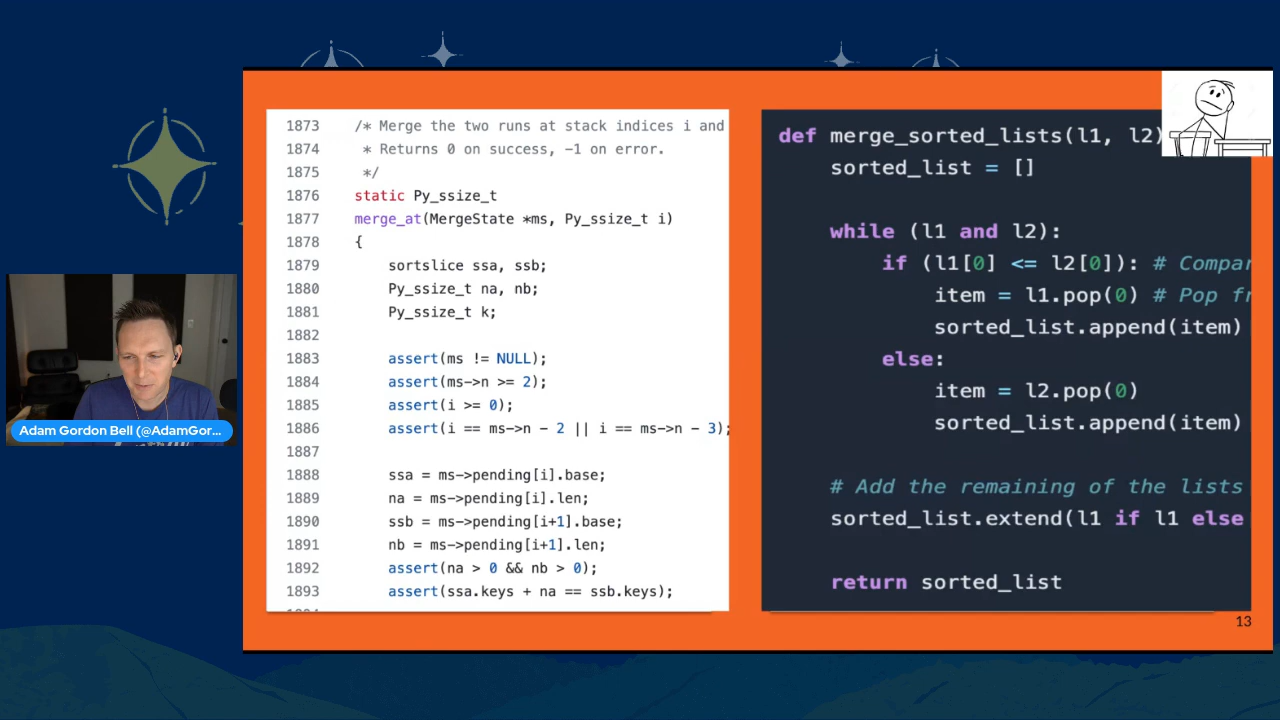 1873 /* Merge the two runs at stack indices i and
1874 * Returns 0 on success, -1 on error.
1875 */
1876 static Py_ssize_t
1877 merge_at(MergeState *ms, Py_ssize_t i)
1878 {
1879 sortslice ssa, ssb;
1880 Py_ssize_t na, nb;
1881 Py_ssize_t k;
1882
1883 assert(ms != NULL);
1884 assert(ms->n >= 2);
1885 assert(i >= 0);
1886 assert(i == ms->n - 2 || i == ms->n - 3);
1887
1888 ssa = ms->pending[i].base;
1889 na = ms->pending[i].len;
1890 ssb = ms->pending[i+1].base;
1891 nb = ms->pending[i+1].len;
1892 assert(na > 0 && nb > 0);
1893 assert(ssa.keys + na == ssb.keys);
def merge_sorted_lists(l1, l2)
sorted_list = []
while (l1 and l2):
if (l1[0] <= l2[0]): # Compar
item = l1.pop(0) # Pop fr
sorted_list.append(item)
else:
item = l2.pop(0)
sorted_list.append(item)
# Add the remaining of the lists
sorted_list.extend(l1 if l1 else
return sorted_list
13
Adam Gordon Bell (@AdamGor...